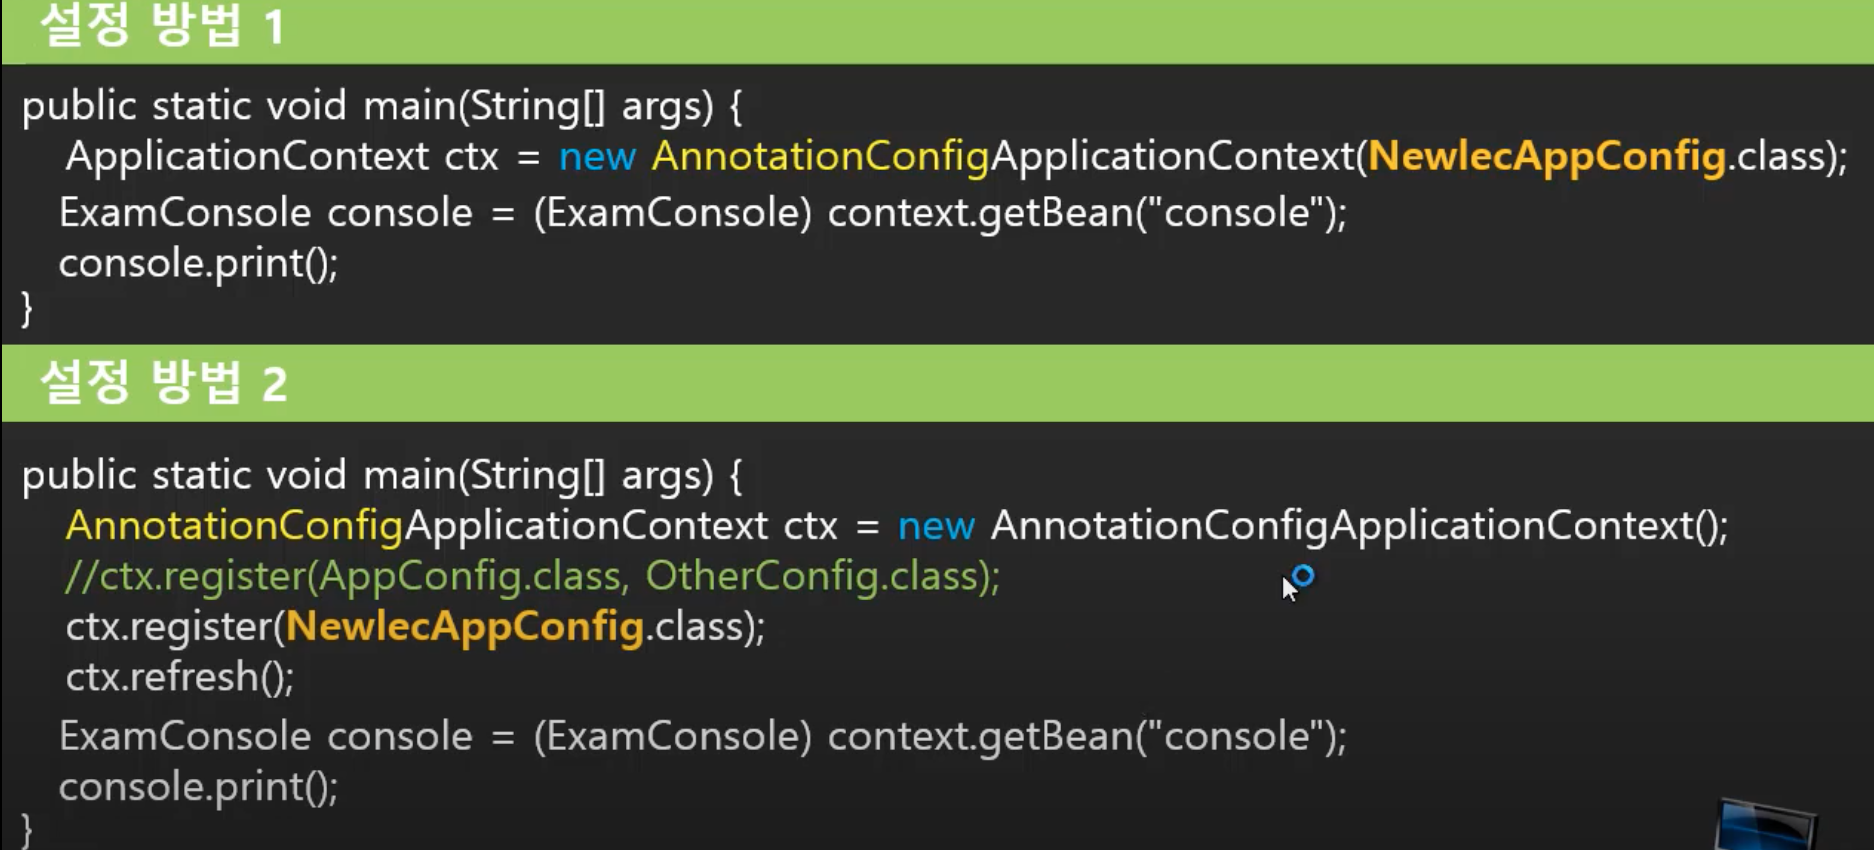 설정 방법 1
public static void main(String[] args) {
ApplicationContext ctx = new AnnotationConfigApplicationContext(NewlecAppConfig.class);
ExamConsole console = (ExamConsole) context.getBean("console");
console.print();
}
설정 방법 2
public static void main(String[] args) {
AnnotationConfigApplicationContext ctx = new AnnotationConfigApplicationContext();
//ctx.register(AppConfig.class, OtherConfig.class);
ctx.register(NewlecAppConfig.class);
ctx.refresh();
ExamConsole console = (ExamConsole) context.getBean("console");
console.print();
}